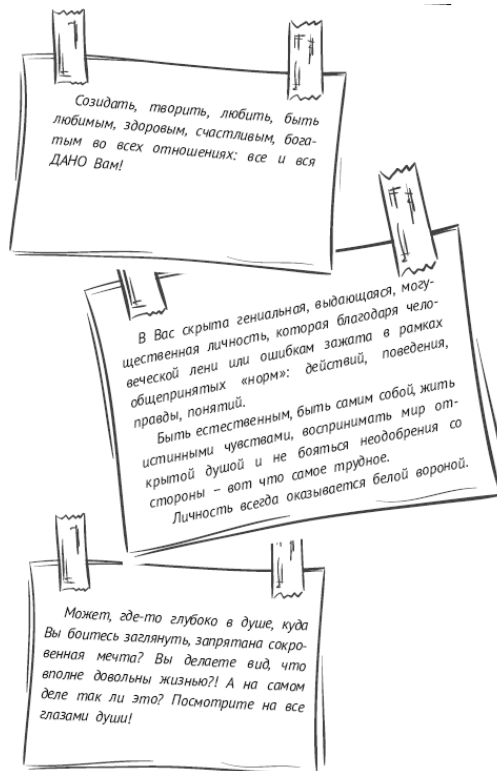 Созидать, творить, любить, быть
любимым, здоровым, счастливым, бога-
тым во всех отношениях: все и вся
ДАНО Вам!
В Вас скрыта гениальная, выдающаяся, могу-
щественная личность, которая благодаря чело-
веческой лени или ошибкам зажата в рамках
общепринятых «норм»: действий, поведения,
правды, понятий.
Быть естественным, быть самим собой, жить
истинными чувствами, воспринимать мир от-
крытой душой и не бояться неодобрения со
стороны – вот что самое трудное.
Личность всегда оказывается белой вороной.
Может, где-то глубоко в душе, куда
Вы боитесь заглянуть, запрятана сокро-
венная мечта? Вы делаете вид, что
вполне довольны жизнью?! А на самом
деле так ли это? Посмотрите на все
глазами души!